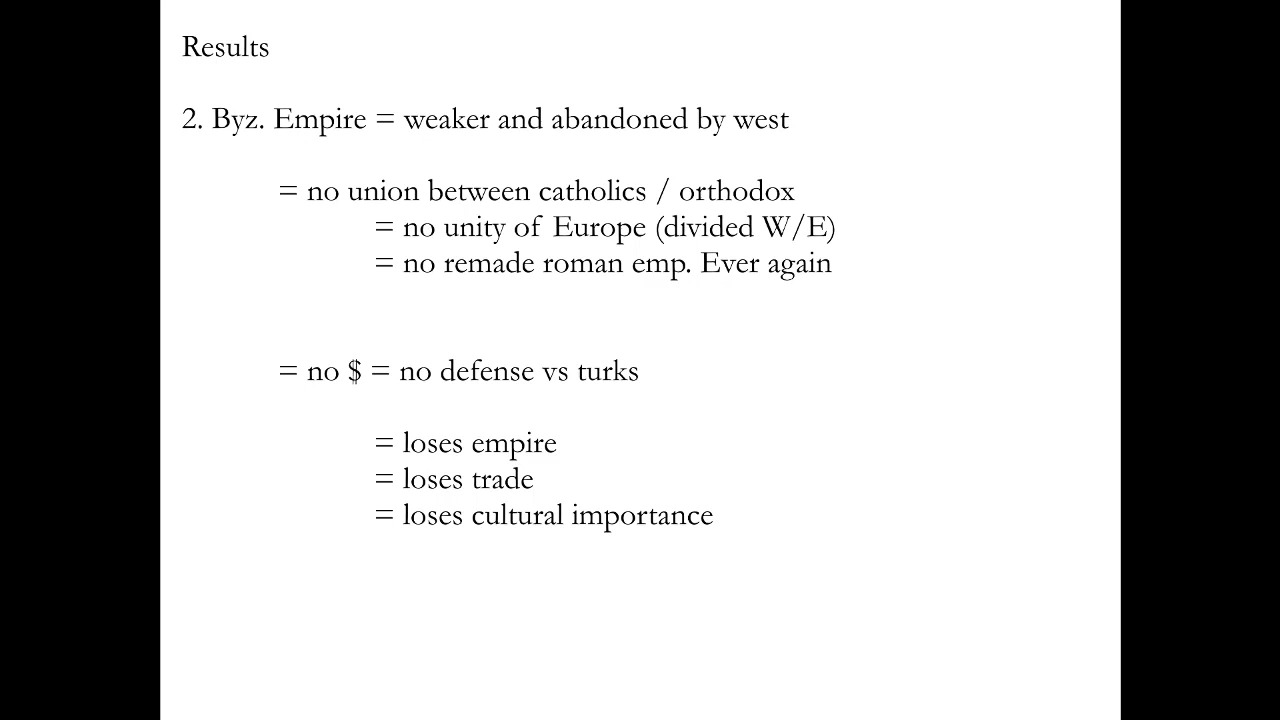 Results
2. Byz. Empire = weaker and abandoned by west
= no union between catholics / orthodox
= no unity of Europe (divided W/E)
= no remade roman emp. Ever again
= no $ = no defense vs turks
= loses empire
= loses trade
= loses cultural importance